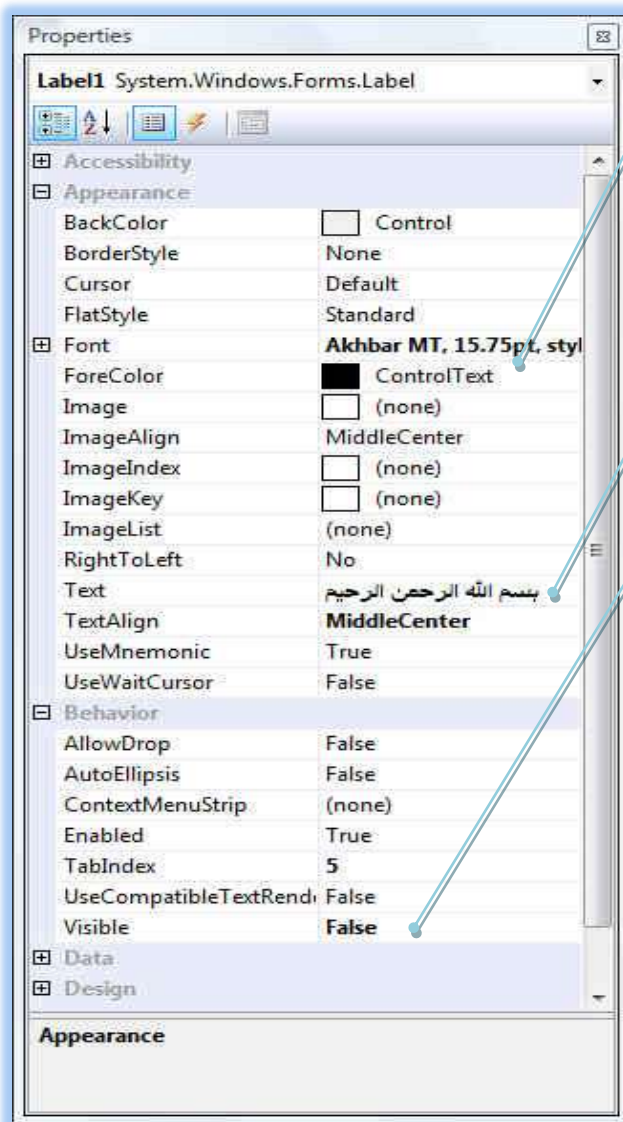 Properties
Label1 System.Windows.Forms.Label
Accessibility
Appearance
BackColor Control
BorderStyle None
Cursor Default
FlatStyle Standard
Font Akhbar MT, 15.75pt, styl
ForeColor ControlText
Image (none)
ImageAlign MiddleCenter
ImageIndex (none)
ImageKey (none)
ImageList (none)
RightToLeft No
Text بسم الله الرحمن الرحيم
TextAlign MiddleCenter
UseMnemonic True
UseWaitCursor False
Behavior
AllowDrop False
AutoEllipsis False
ContextMenuStrip (none)
Enabled True
TabIndex 5
UseCompatibleTextRend False
Visible False
Data
Design
Appearance